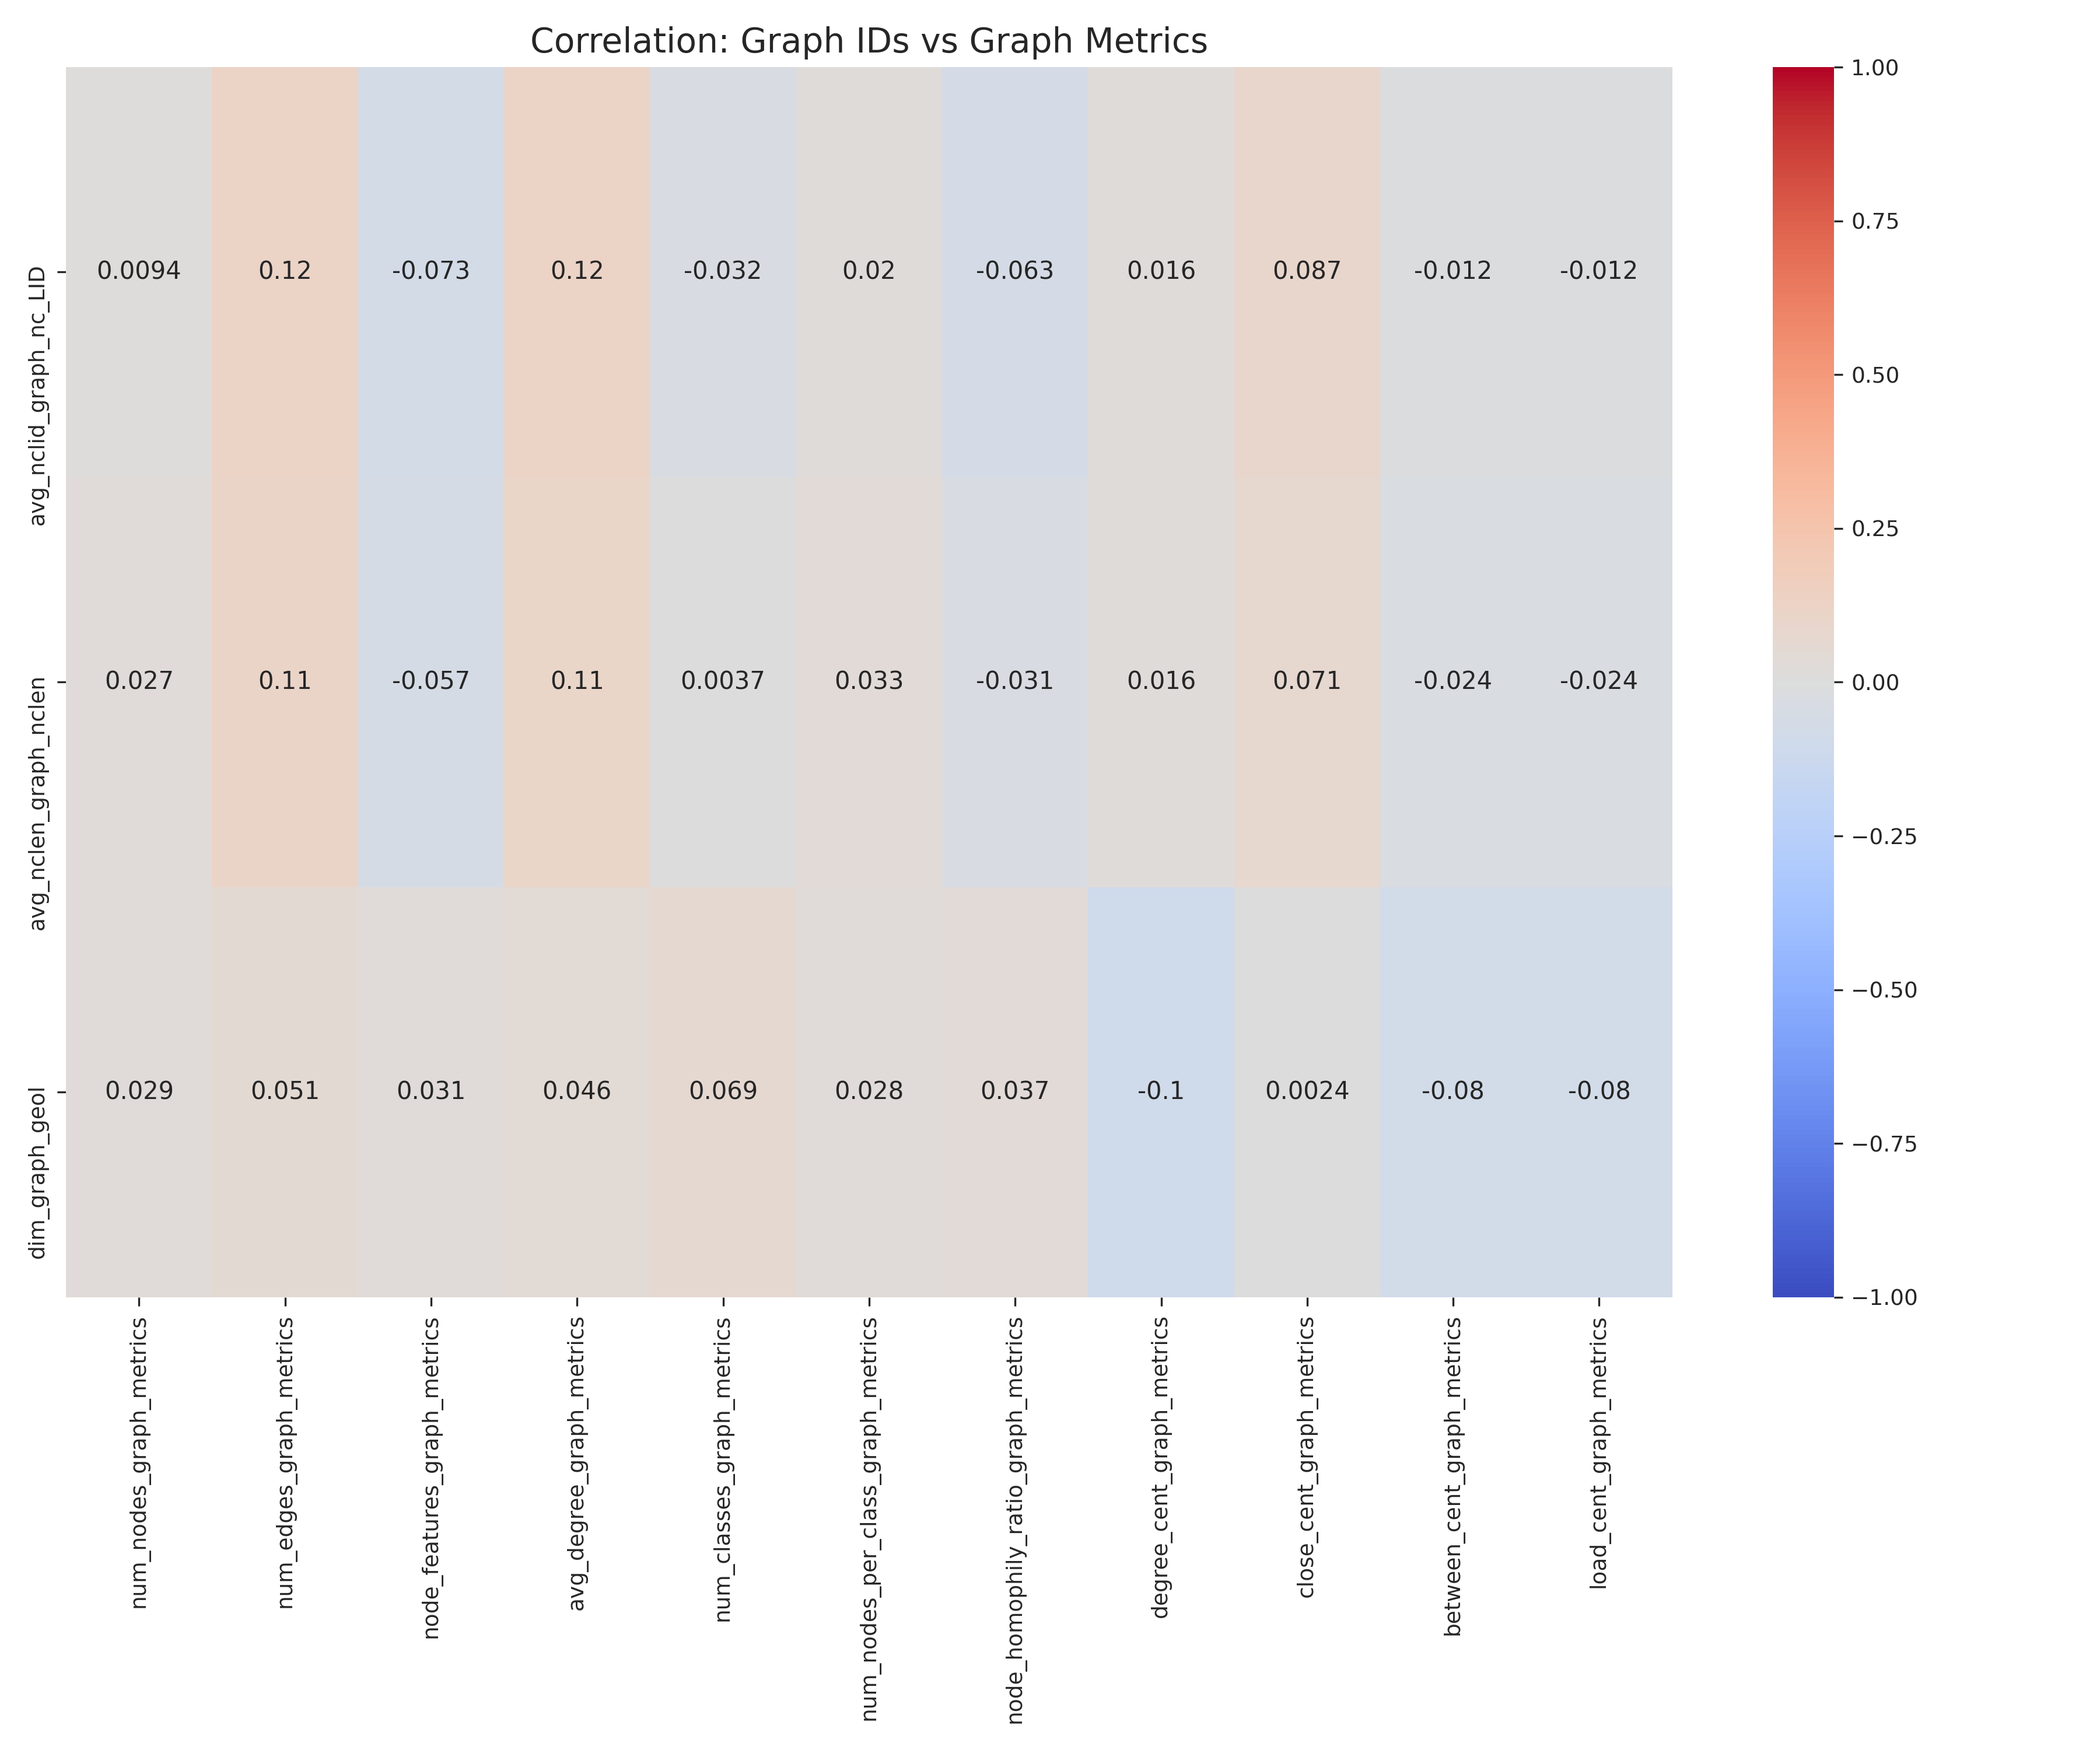 Correlation: Graph IDs vs Graph Metrics
avg_nclid_graph_nc_LID
0.0094 0.12 -0.073 0.12 -0.032 0.02 -0.063 0.016 0.087 -0.012 -0.012
avg_nclen_graph_nclen
0.027 0.11 -0.057 0.11 0.0037 0.033 -0.031 0.016 0.071 -0.024 -0.024
dim_graph_geol
0.029 0.051 0.031 0.046 0.069 0.028 0.037 -0.1 0.0024 -0.08 -0.08
num_nodes_graph_metrics
num_edges_graph_metrics
node_features_graph_metrics
avg_degree_graph_metrics
num_classes_graph_metrics
num_nodes_per_class_graph_metrics
node_homophily_ratio_graph_metrics
degree_cent_graph_metrics
close_cent_graph_metrics
between_cent_graph_metrics
load_cent_graph_metrics
1.00
0.75
0.50
0.25
0.00
−0.25
−0.50
−0.75
−1.00